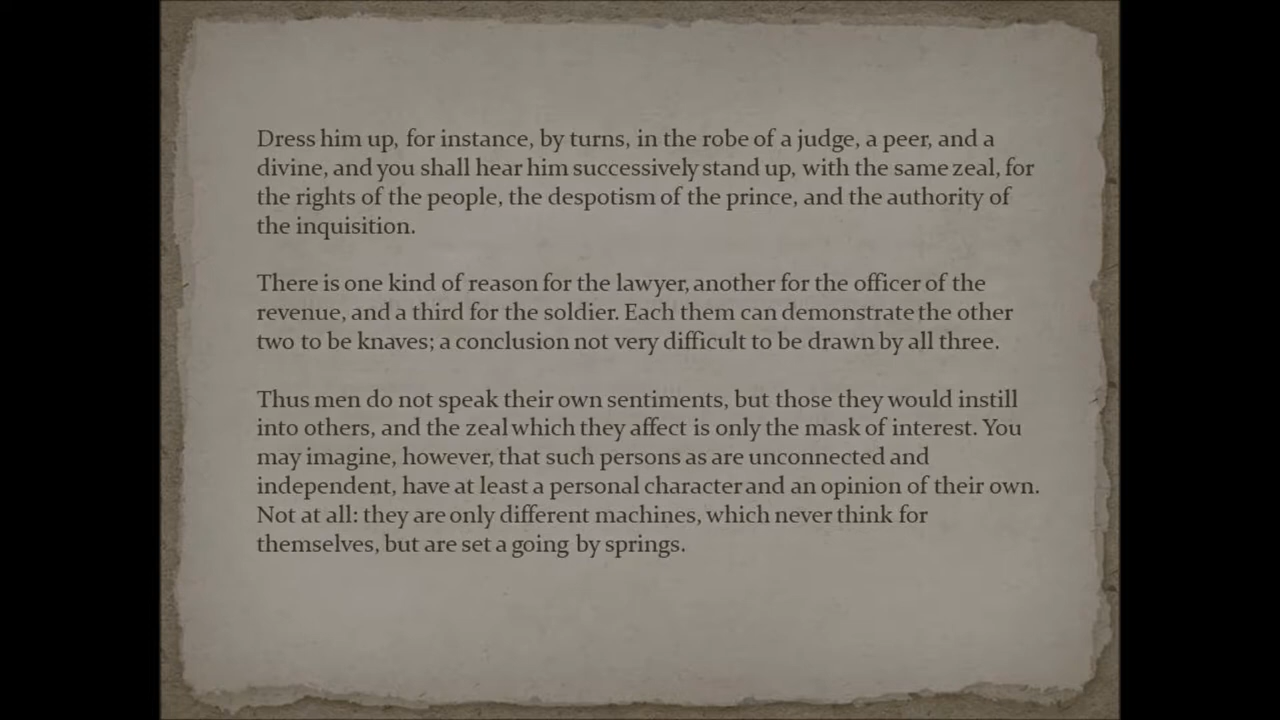 Dress him up, for instance, by turns, in the robe of a judge, a peer, and a
divine, and you shall hear him successively stand up, with the same zeal, for
the rights of the people, the despotism of the prince, and the authority of
the inquisition.
There is one kind of reason for the lawyer, another for the officer of the
revenue, and a third for the soldier. Each them can demonstrate the other
two to be knaves; a conclusion not very difficult to be drawn by all three.
Thus men do not speak their own sentiments, but those they would instill
into others, and the zeal which they affect is only the mask of interest. You
may imagine, however, that such persons as are unconnected and
independent, have at least a personal character and an opinion of their own.
Not at all: they are only different machines, which never think for
themselves, but are set a going by springs.